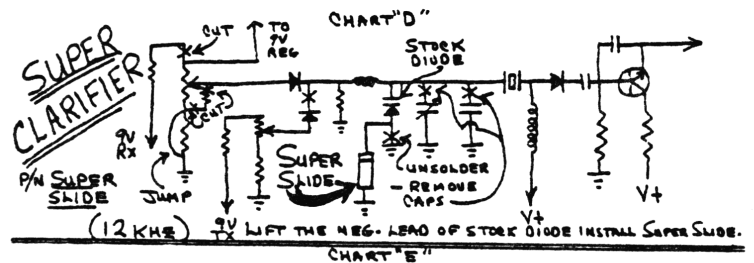 CHART "D"
SUPER
CLARIFIER
P/N SUPER
SLIDE
(12 KHZ)
CUT
TO
9V
REG
CUT
9V
RX
JUMP
9V
TX
SUPER
SLIDE
STOCK
DIODE
UNSOLDER
- REMOVE
CAPS
V+
V+
LIFT THE NEG. LEAD OF STOCK DIODE INSTALL SUPER SLIDE.
CHART "E"